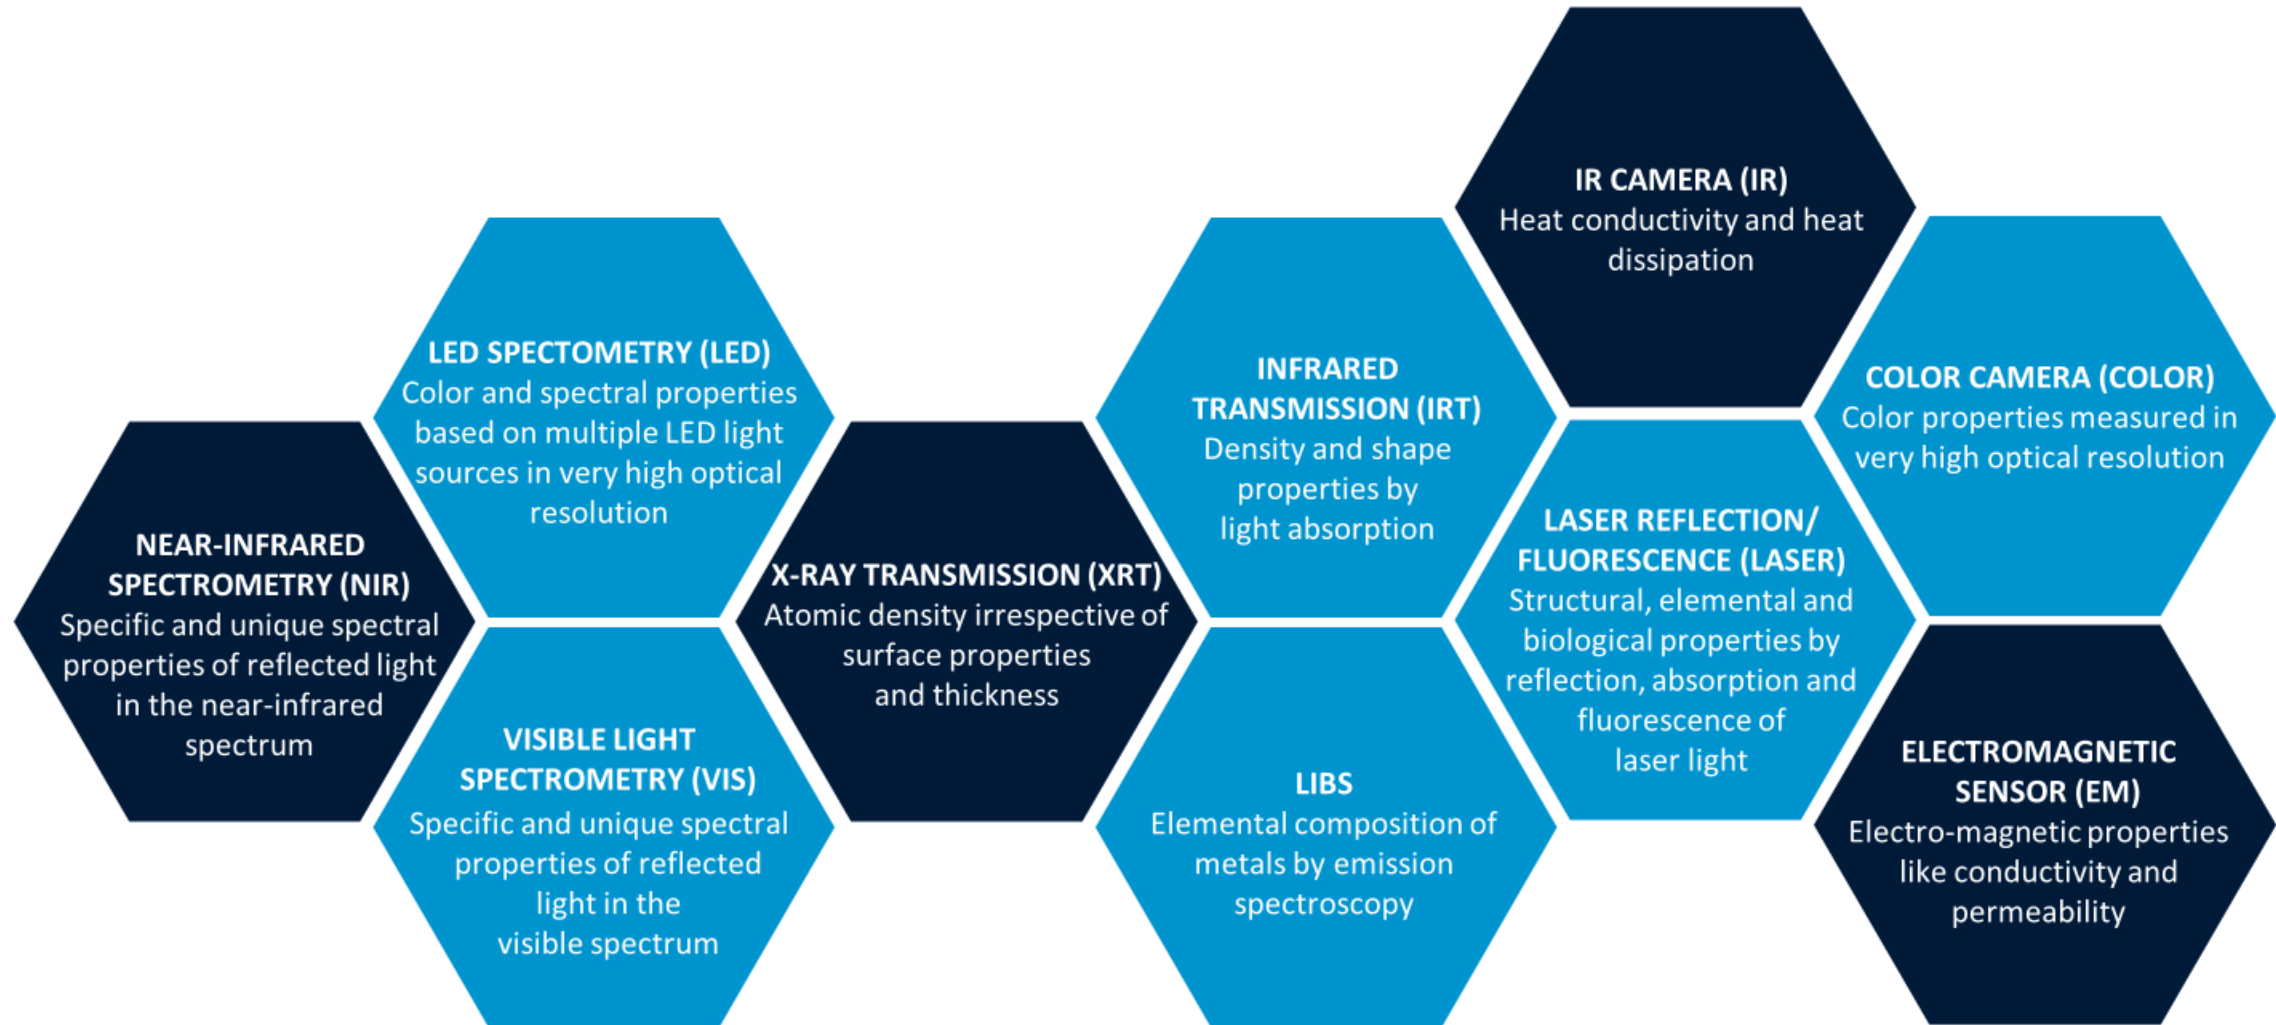 NEAR-INFRARED
SPECTROMETRY (NIR)
Specific and unique spectral
properties of reflected light
in the near-infrared
spectrum
LED SPECTOMETRY (LED)
Color and spectral properties
based on multiple LED light
sources in very high optical
resolution
VISIBLE LIGHT
SPECTROMETRY (VIS)
Specific and unique spectral
properties of reflected
light in the
visible spectrum
X-RAY TRANSMISSION (XRT)
Atomic density irrespective of
surface properties
and thickness
INFRARED
TRANSMISSION (IRT)
Density and shape
properties by
light absorption
LIBS
Elemental composition of
metals by emission
spectroscopy
IR CAMERA (IR)
Heat conductivity and heat
dissipation
LASER REFLECTION/
FLUORESCENCE (LASER)
Structural, elemental and
biological properties by
reflection, absorption and
fluorescence of
laser light
COLOR CAMERA (COLOR)
Color properties measured in
very high optical resolution
ELECTROMAGNETIC
SENSOR (EM)
Electro-magnetic properties
like conductivity and
permeability